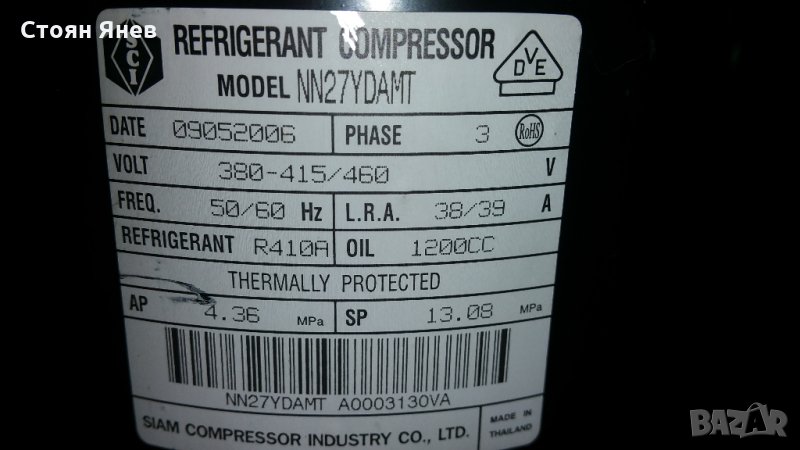 Стоян Янев
SCI
REFRIGERANT COMPRESSOR
MODEL NN27YDAMT
DVE
DATE 09052006 PHASE 3 RoHS
VOLT 380-415/460 V
FREQ. 50/60 Hz L.R.A. 38/39 A
REFRIGERANT R410A OIL 1200CC
THERMALLY PROTECTED
AP 4.36 MPa SP 13.08 MPa
NN27YDAMT A0003130VA
SIAM COMPRESSOR INDUSTRY CO., LTD.
MADE IN
THAILAND
BAZAR